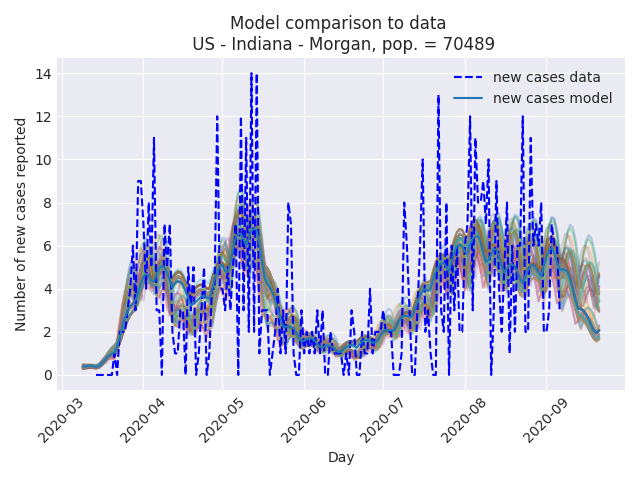 Model comparison to data
US - Indiana - Morgan, pop. = 70489
new cases data
new cases model
Number of new cases reported
14
12
10
8
6
4
2
0
2020-03
2020-04
2020-05
2020-06
2020-07
2020-08
2020-09
Day